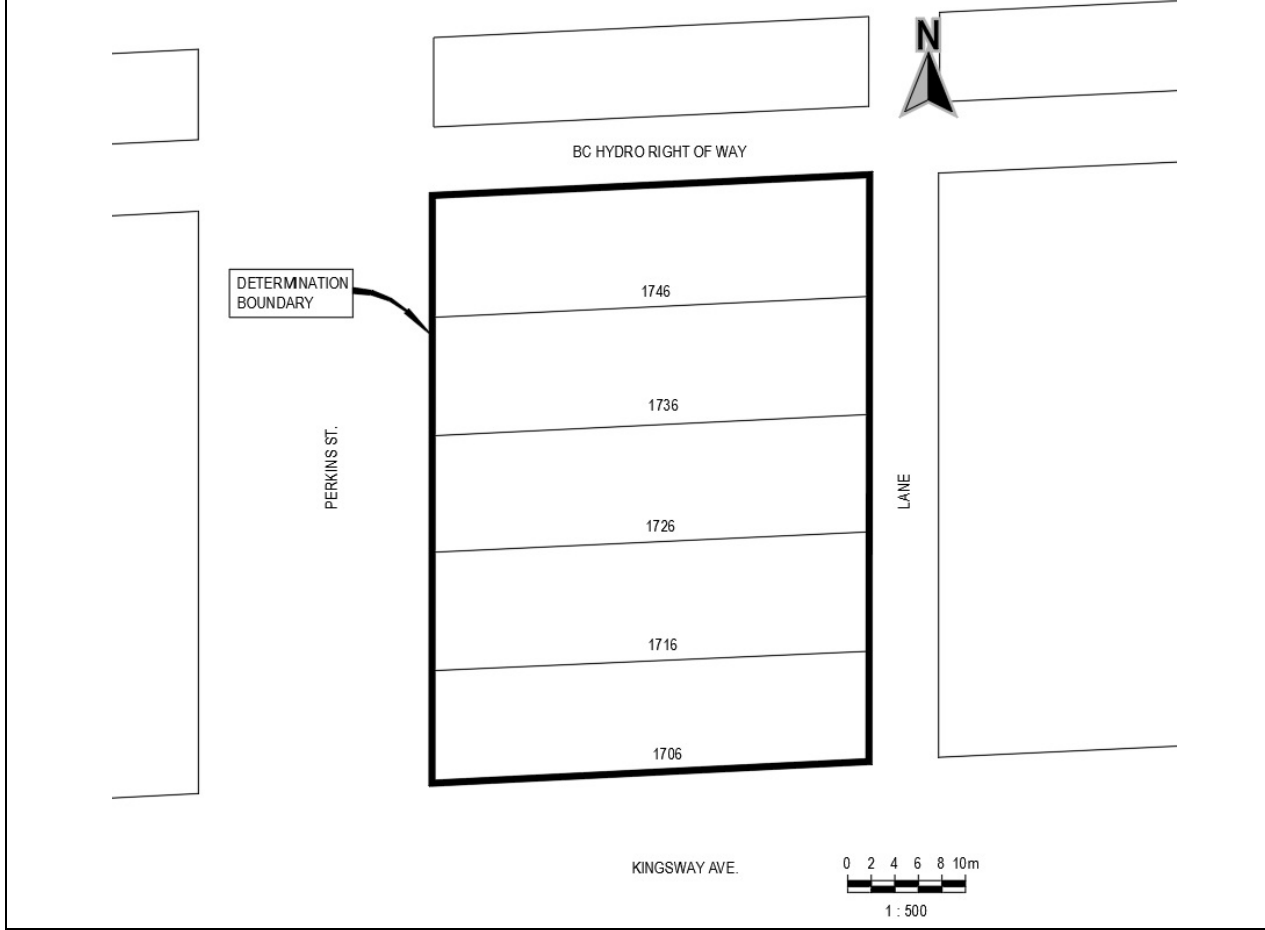 N
BC HYDRO RIGHT OF WAY
DETERMINATION
BOUNDARY
1746
1736
PERKINS ST.
LANE
1726
1716
1706
KINGSWAY AVE.
0 2 4 6 8 10m
1 : 500